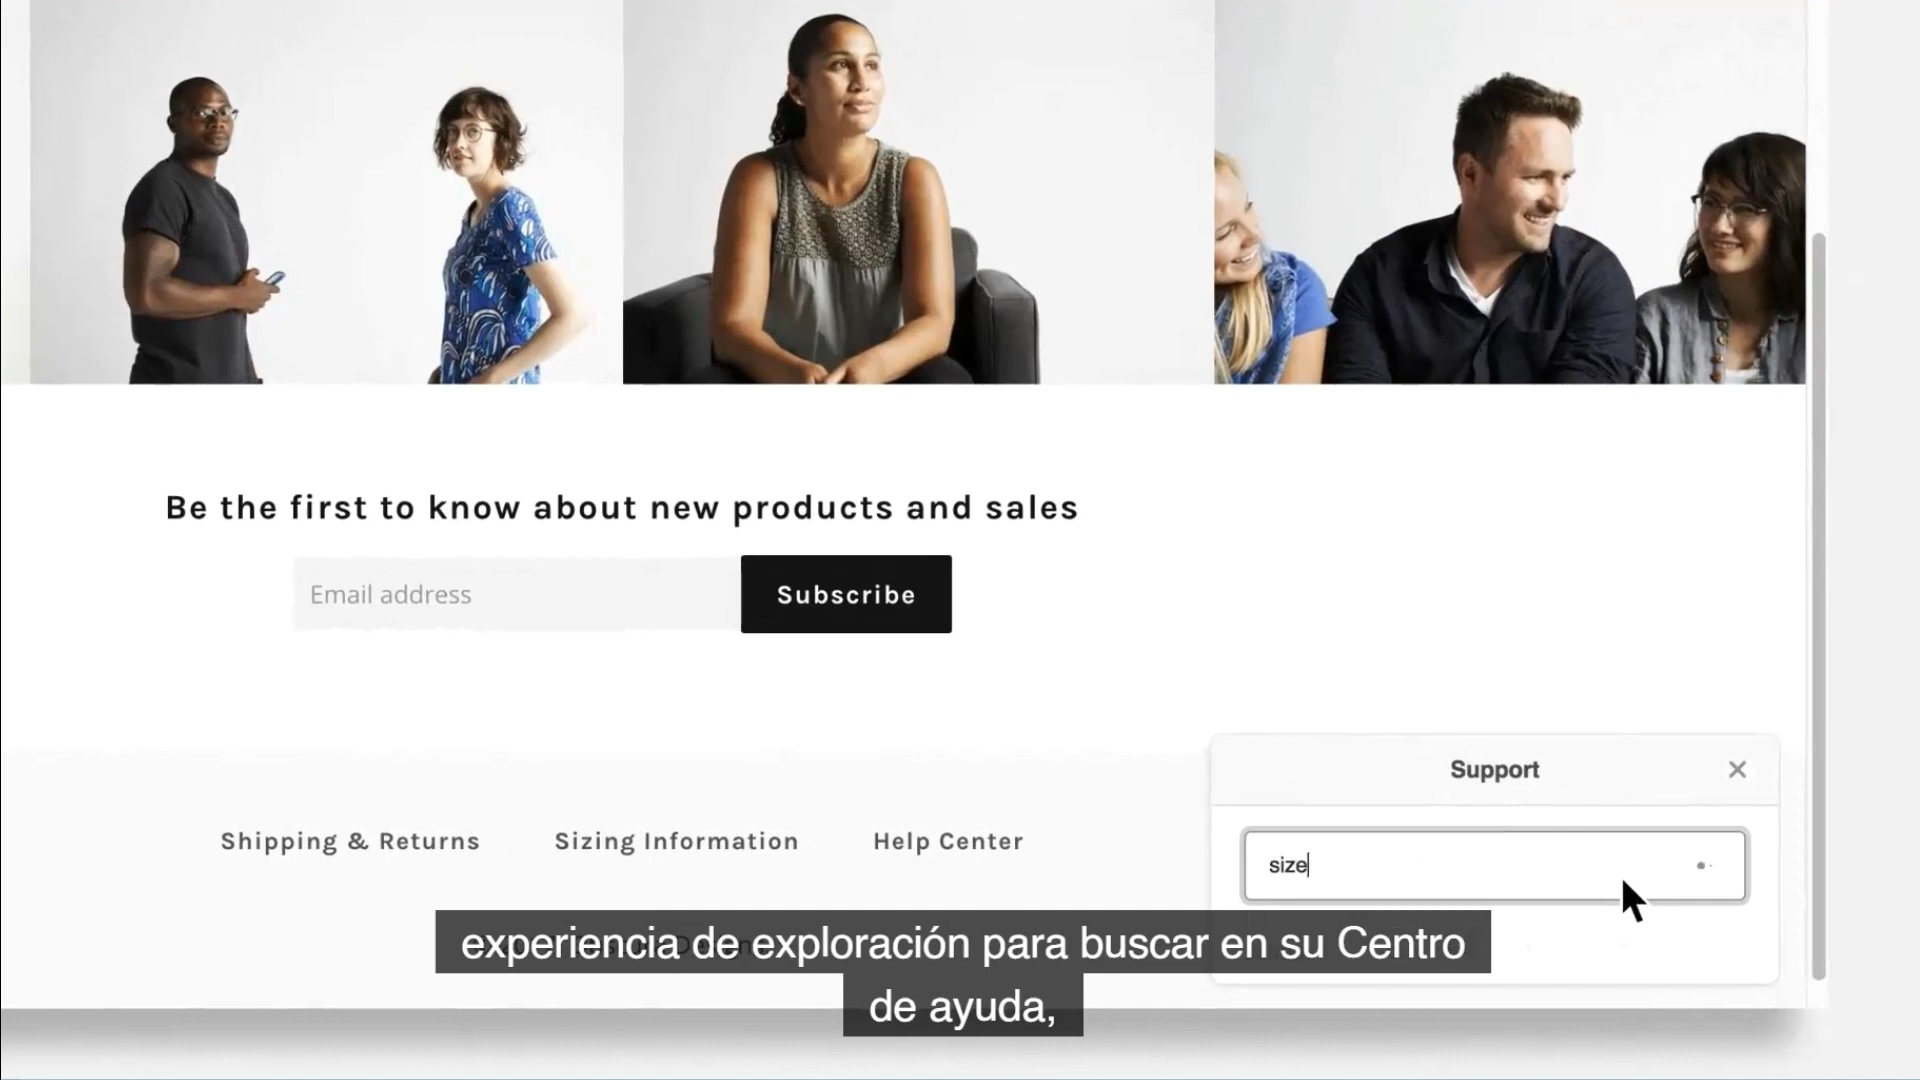 Be the first to know about new products and sales
Email address
Subscribe
Support
Shipping & Returns
Sizing Information
Help Center
size
experiencia de exploración para buscar en su Centro
de ayuda,